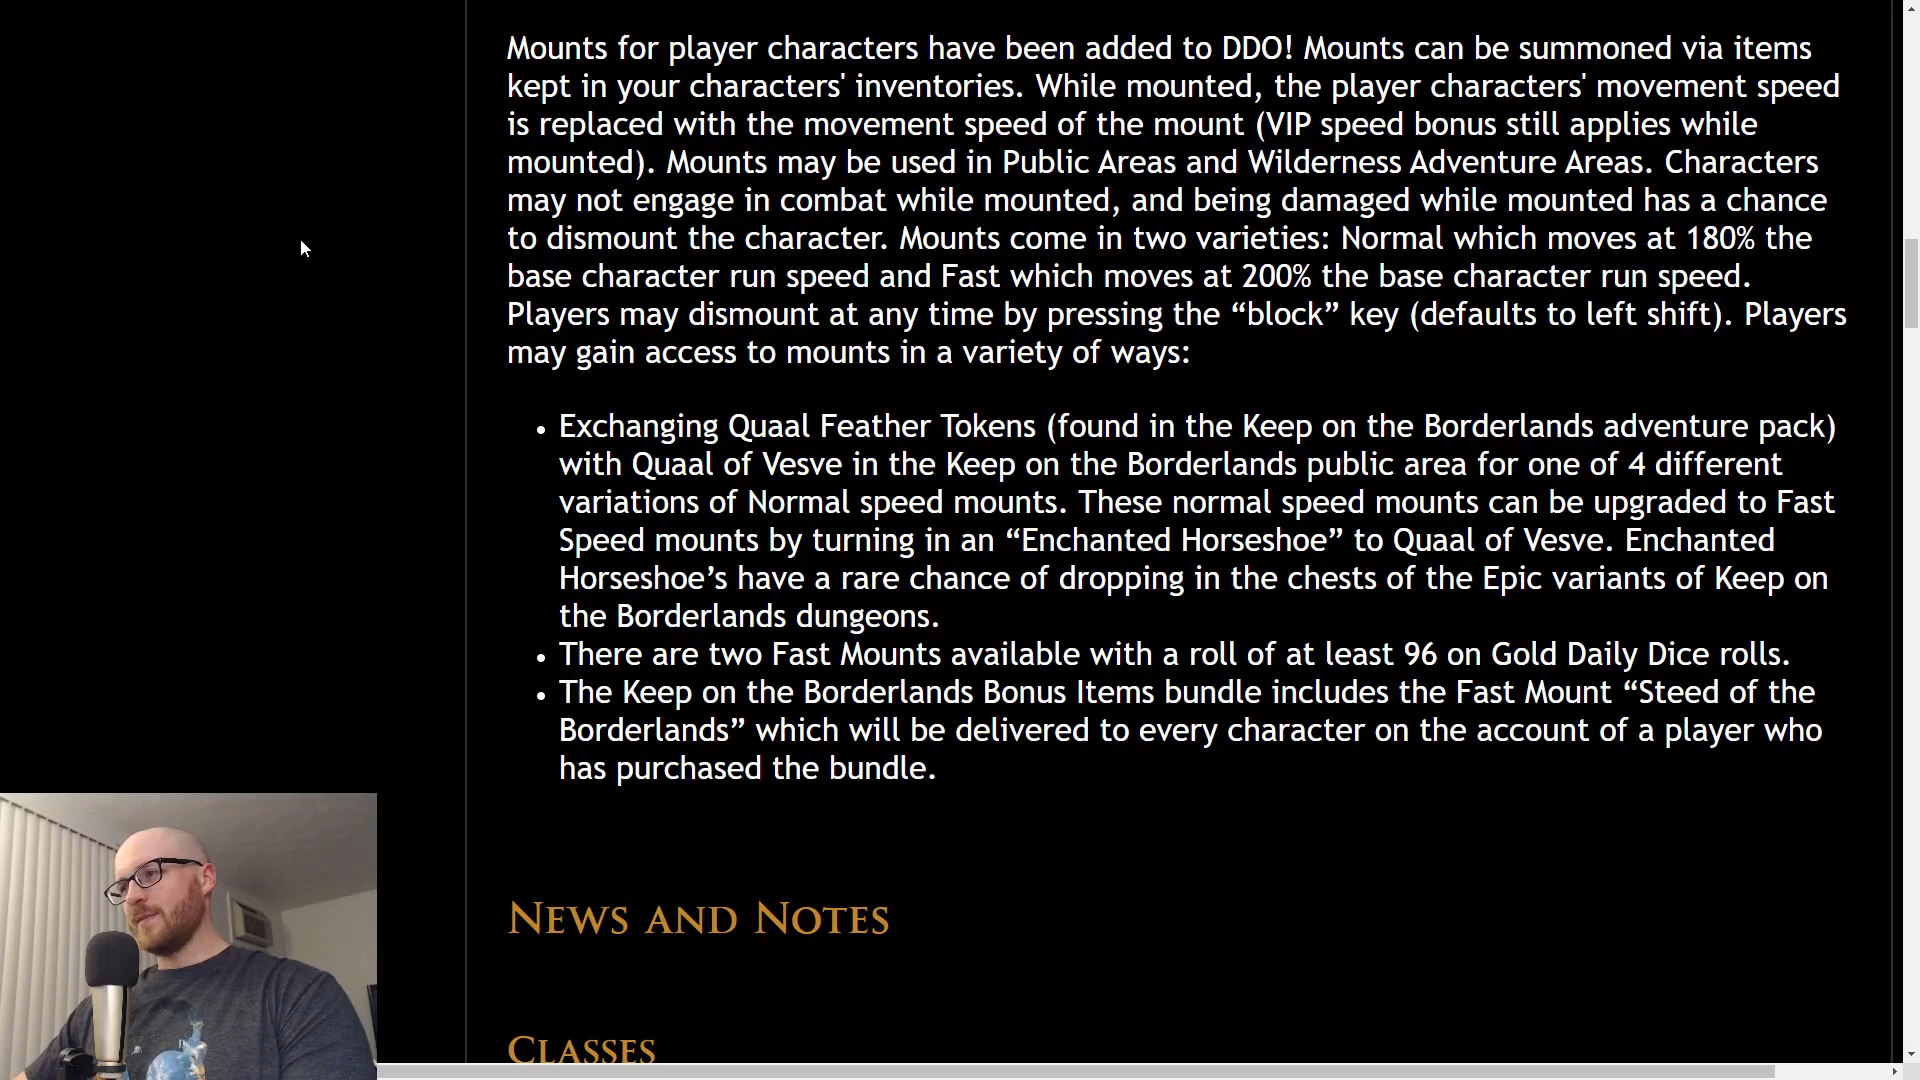 Mounts for player characters have been added to DDO! Mounts can be summoned via items
kept in your characters' inventories. While mounted, the player characters' movement speed
is replaced with the movement speed of the mount (VIP speed bonus still applies while
mounted). Mounts may be used in Public Areas and Wilderness Adventure Areas. Characters
may not engage in combat while mounted, and being damaged while mounted has a chance
to dismount the character. Mounts come in two varieties: Normal which moves at 180% the
base character run speed and Fast which moves at 200% the base character run speed.
Players may dismount at any time by pressing the “block” key (defaults to left shift). Players
may gain access to mounts in a variety of ways:
• Exchanging Quaal Feather Tokens (found in the Keep on the Borderlands adventure pack)
with Quaal of Vesve in the Keep on the Borderlands public area for one of 4 different
variations of Normal speed mounts. These normal speed mounts can be upgraded to Fast
Speed mounts by turning in an “Enchanted Horseshoe” to Quaal of Vesve. Enchanted
Horseshoe’s have a rare chance of dropping in the chests of the Epic variants of Keep on
the Borderlands dungeons.
• There are two Fast Mounts available with a roll of at least 96 on Gold Daily Dice rolls.
• The Keep on the Borderlands Bonus Items bundle includes the Fast Mount “Steed of the
Borderlands” which will be delivered to every character on the account of a player who
has purchased the bundle.
News and Notes
Classes